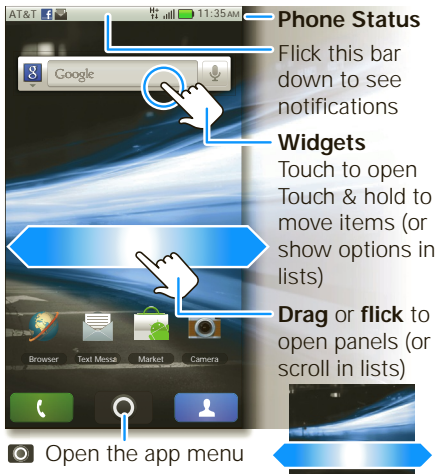 AT&T
11:35 AM
Phone Status
Flick this bar
down to see
notifications
Google
Widgets
Touch to open
Touch & hold to
move items (or
show options in
lists)
Drag or flick to
open panels (or
scroll in lists)
Browser
Text Messa
Market
Camera
Open the app menu